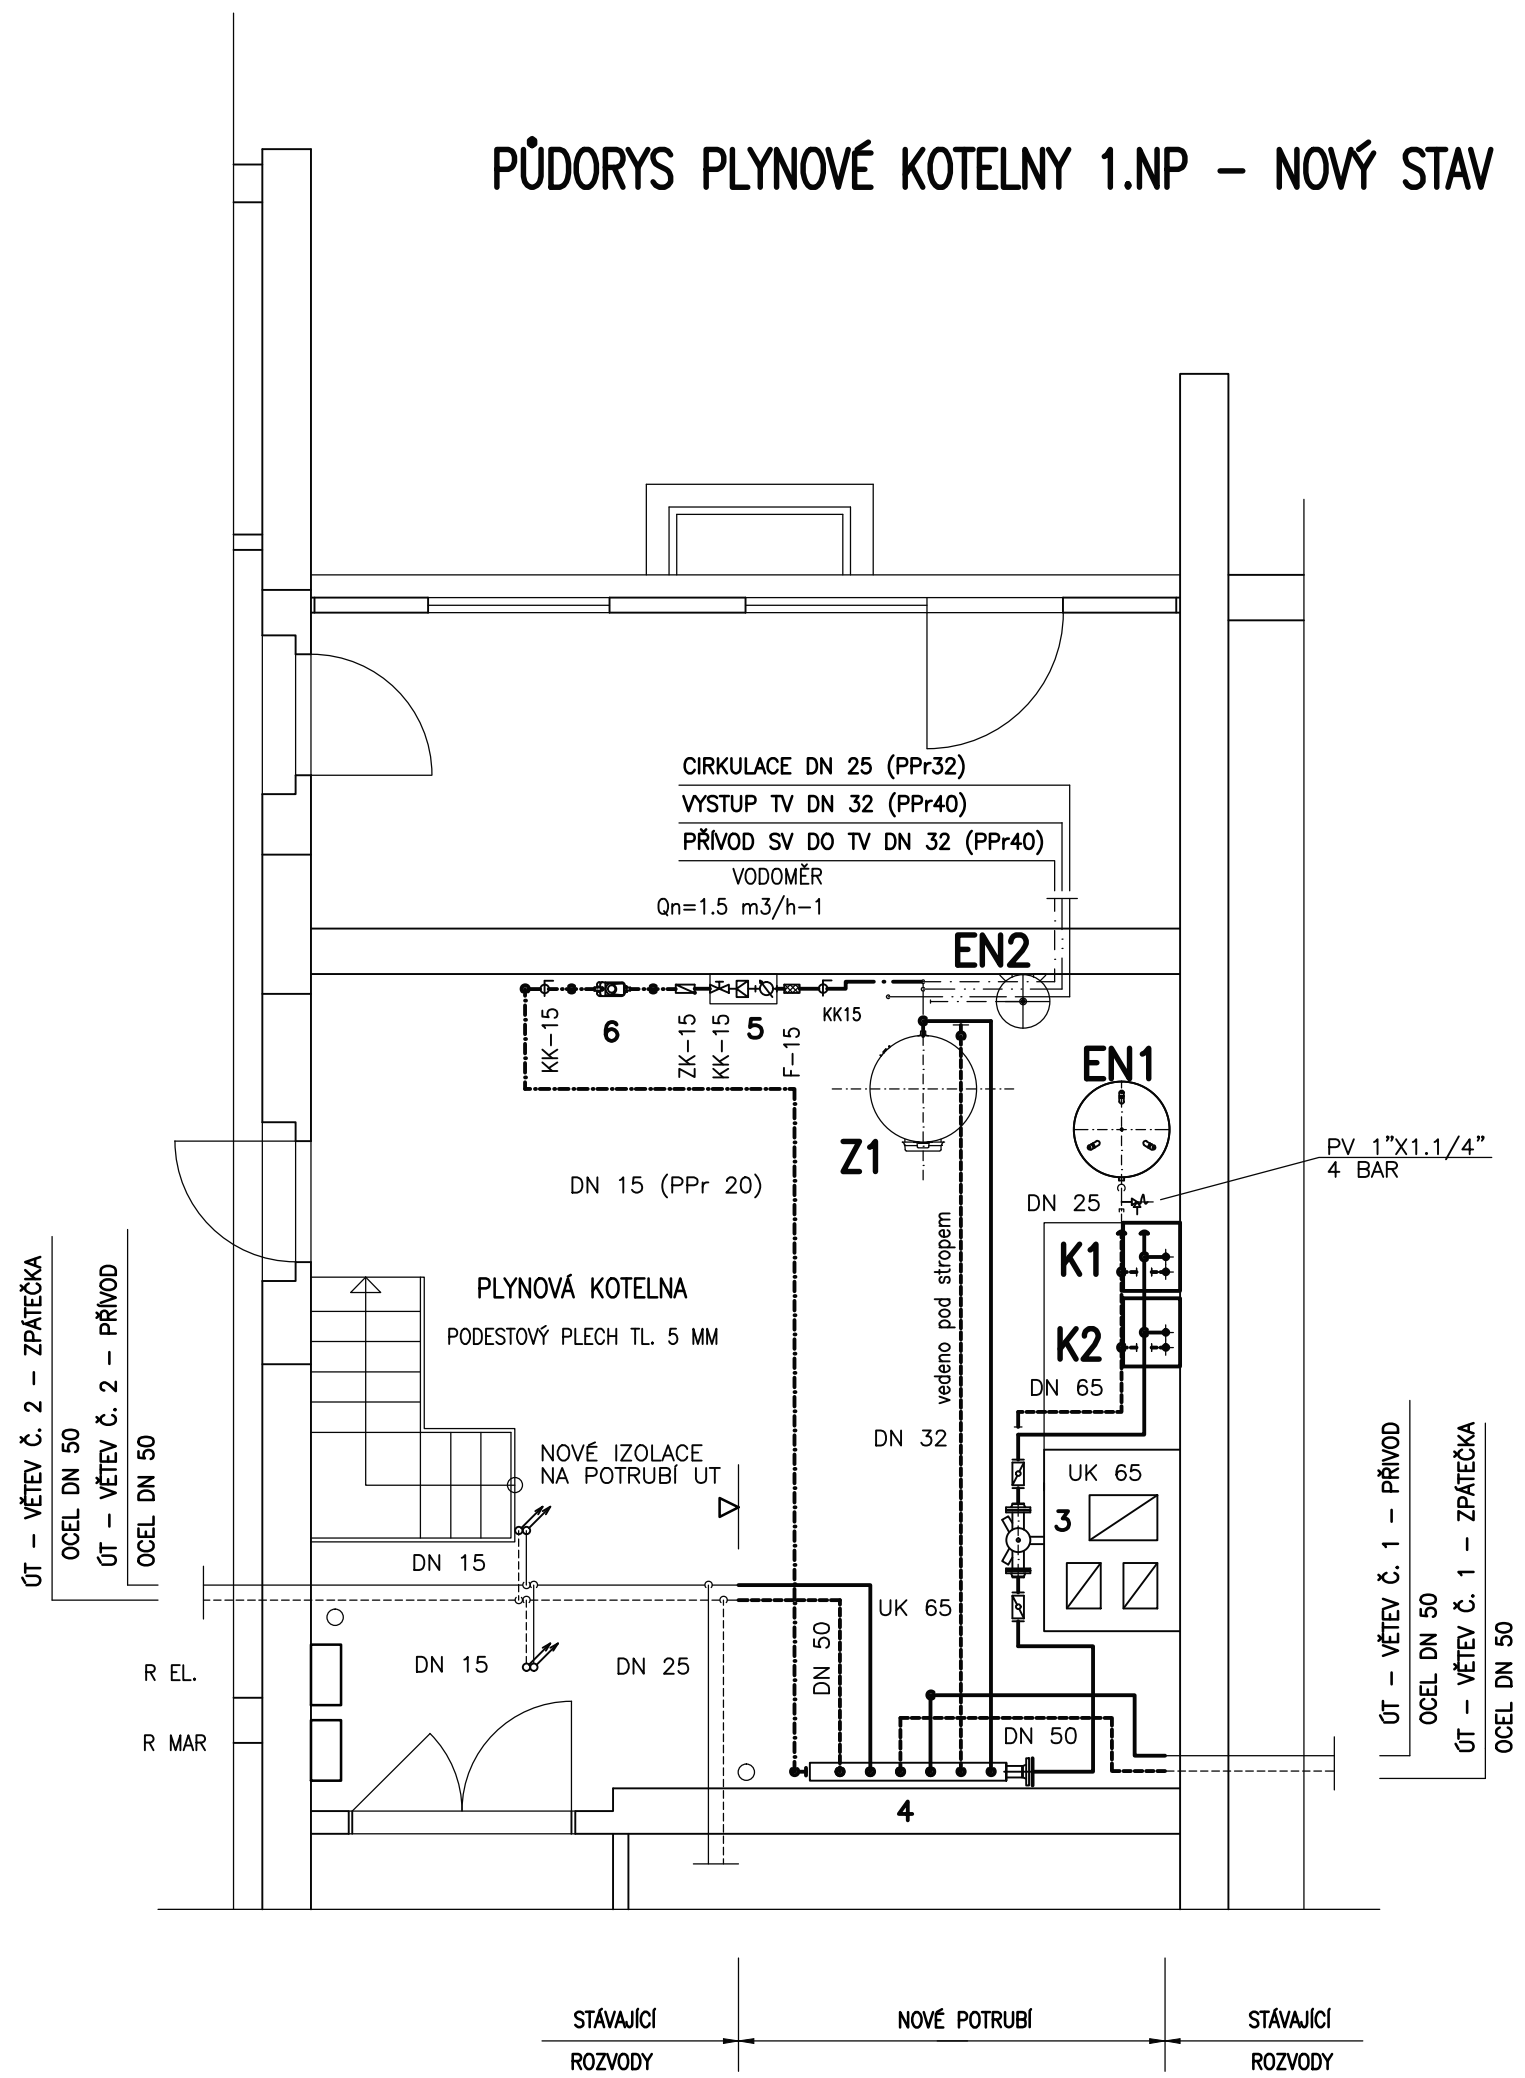 PŮDORYS PLYNOVÉ KOTELNY 1.NP – NOVÝ STAV
CIRKULACE DN 25 (PPr32)
VYSTUP TV DN 32 (PPr40)
PŘÍVOD SV DO TV DN 32 (PPr40)
VODOMĚR
Qn=1.5 m3/h-1
EN2
KK-15
6
ZK-15
KK-15
5
F-15
KK15
EN1
Z1
PV 1"X1.1/4"
4 BAR
DN 15 (PPr 20)
DN 25
vedeno pod stropem
K1
PLYNOVÁ KOTELNA
PODESTOVÝ PLECH TL. 5 MM
K2
DN 65
ÚT – VĚTEV Č. 2 – ZPÁTEČKA
OCEL DN 50
ÚT – VĚTEV Č. 2 – PŘÍVOD
OCEL DN 50
DN 32
NOVÉ IZOLACE
NA POTRUBÍ UT
UK 65
3
DN 15
UK 65
DN 50
ÚT – VĚTEV Č. 1 – PŘIVOD
OCEL DN 50
ÚT – VĚTEV Č. 1 – ZPÁTEČKA
OCEL DN 50
R EL.
DN 15
DN 25
R MAR
DN 50
4
STÁVAJÍCÍ
ROZVODY
NOVÉ POTRUBÍ
STÁVAJÍCÍ
ROZVODY